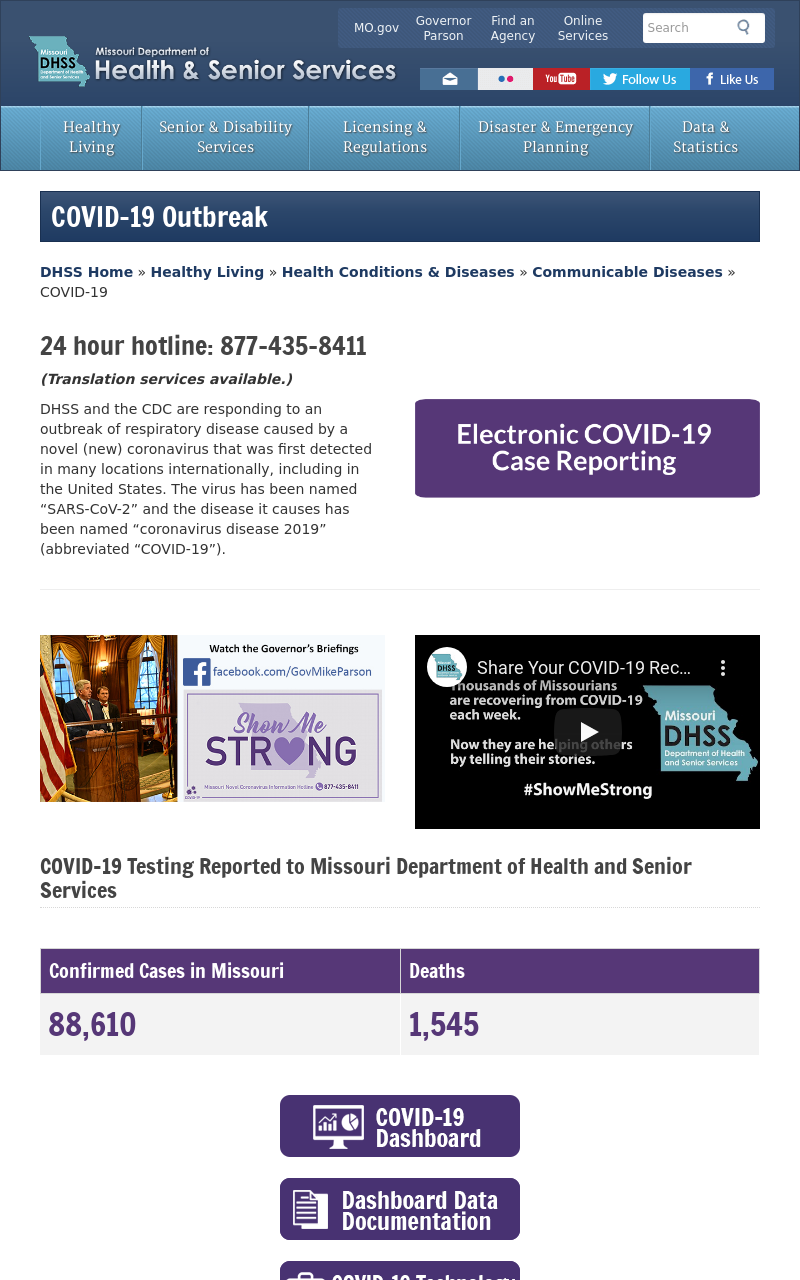 MO.gov
Governor Parson
Find an Agency
Online Services
Search
Missouri
DHSS
Department of Health
and Senior Services
Missouri Department of
Health & Senior Services
You Tube
Follow Us
Like Us
Healthy Living
Senior & Disability Services
Licensing & Regulations
Disaster & Emergency Planning
Data & Statistics
COVID-19 Outbreak
DHSS Home » Healthy Living » Health Conditions & Diseases » Communicable Diseases »
COVID-19
24 hour hotline: 877-435-8411
(Translation services available.)
DHSS and the CDC are responding to an
outbreak of respiratory disease caused by a
novel (new) coronavirus that was first detected
in many locations internationally, including in
the United States. The virus has been named
“SARS-CoV-2” and the disease it causes has
been named “coronavirus disease 2019”
(abbreviated “COVID-19”).
Electronic COVID-19
Case Reporting
Watch the Governor's Briefings
facebook.com/GovMikeParson
Show Me
STRONG
Missouri Novel Coronavirus Information Hotline 877-435-8411
Share Your COVID-19 Rec...
Thousands of Missourians
are recovering from COVID-19
each week.
Now they are helping others
by telling their stories.
#ShowMeStrong
Missouri
DHSS
Department of Health
and Senior Services
COVID-19 Testing Reported to Missouri Department of Health and Senior
Services
Confirmed Cases in Missouri
Deaths
88,610
1,545
COVID-19
Dashboard
Dashboard Data
Documentation
COVID-19 Technology